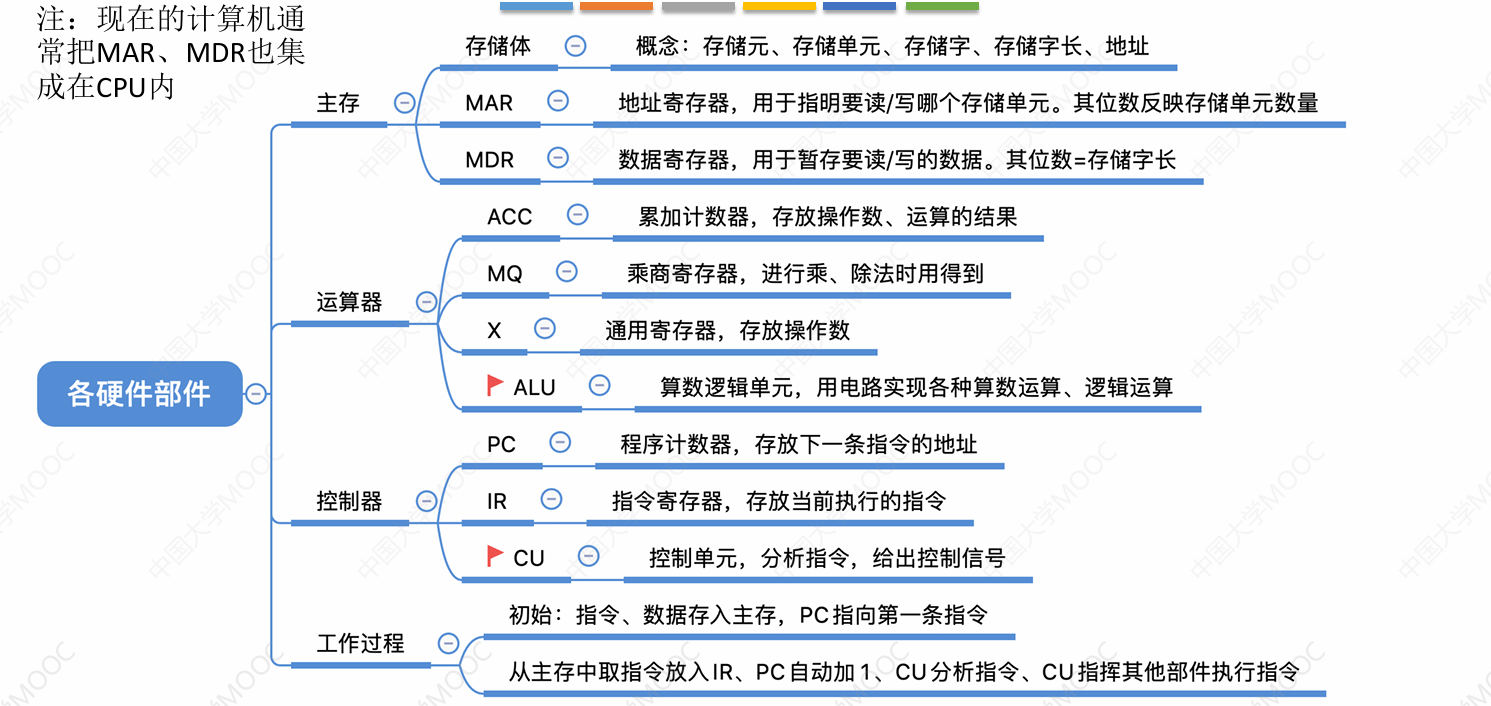 注：现在的计算机通
常把MAR、MDR也集
成在CPU内
各硬件部件
主存
存储体
概念：存储元、存储单元、存储字、存储字长、地址
MAR
地址寄存器，用于指明要读/写哪个存储单元。其位数反映存储单元数量
MDR
数据寄存器，用于暂存要读/写的数据。其位数=存储字长
运算器
ACC
累加计数器，存放操作数、运算的结果
MQ
乘商寄存器，进行乘、除法时用得到
X
通用寄存器，存放操作数
ALU
算数逻辑单元，用电路实现各种算数运算、逻辑运算
控制器
PC
程序计数器，存放下一条指令的地址
IR
指令寄存器，存放当前执行的指令
CU
控制单元，分析指令，给出控制信号
工作过程
初始：指令、数据存入主存，PC指向第一条指令
从主存中取指令放入IR、PC自动加1、CU分析指令、CU指挥其他部件执行指令
中国大学MOOC